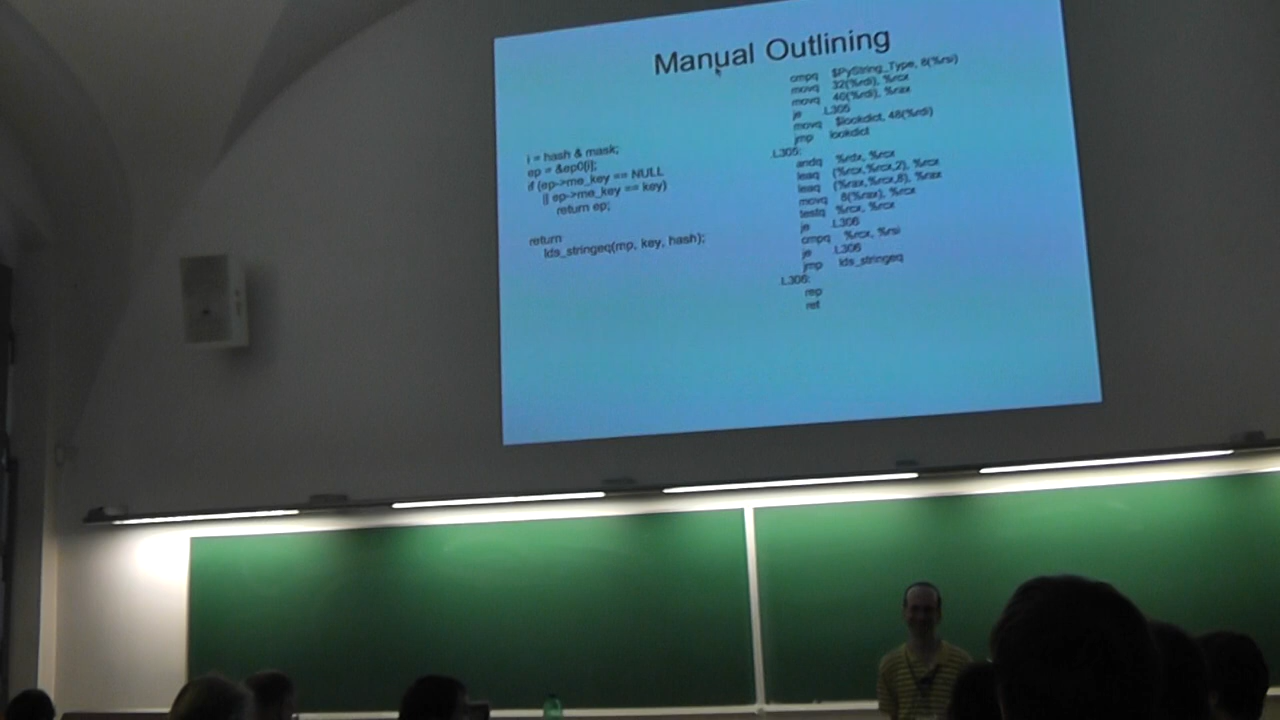 Manual Outlining
i = hash & mask;
ep = &ep0[i];
if (ep->me_key == NULL
|| ep->me_key == key)
return ep;
return
lds_stringeq(mp, key, hash);
cmpq $PyString_Type, 8(%rsi)
movq 32(%rdi), %rcx
movq 40(%rdi), %rax
je .L305
movq $lookdict, 48(%rdi)
jmp lookdict
.L305:
andq %rdx, %rcx
leaq (%rcx,%rcx,2), %rcx
leaq (%rax,%rcx,8), %rax
movq 8(%rax), %rcx
testq %rcx, %rcx
je .L306
cmpq %rcx, %rsi
je .L306
jmp lds_stringeq
.L306:
rep
ret